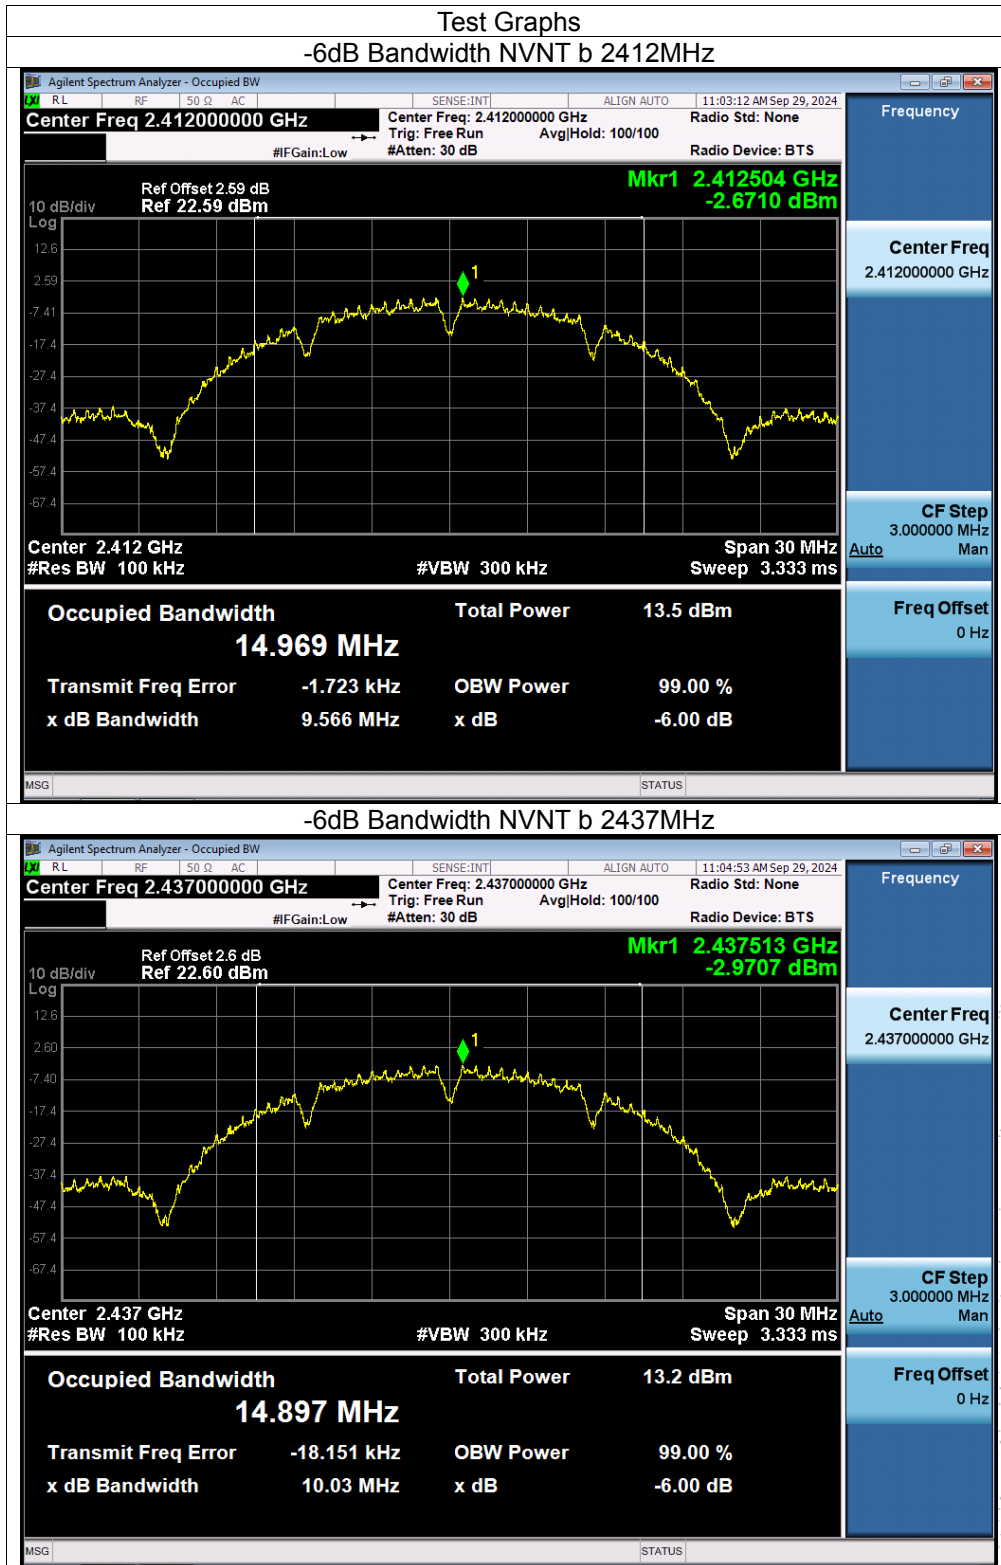 Test Graphs
-6dB Bandwidth NVNT b 2412MHz
Agilent Spectrum Analyzer - Occupied BW
LXI RL RF 50 Ω AC SENSE:INT ALIGN AUTO 11:03:12 AM Sep 29, 2024
Center Freq 2.412000000 GHz
Center Freq: 2.412000000 GHz
Radio Std: None
Trig: Free Run Avg|Hold: 100/100
#IFGain:Low #Atten: 30 dB Radio Device: BTS
Frequency
Mkr1 2.412504 GHz
-2.6710 dBm
Ref Offset 2.59 dB
10 dB/div Ref 22.59 dBm
Log
12.6
2.59
-7.41
-17.4
-27.4
-37.4
-47.4
-57.4
-67.4
1
Center Freq
2.412000000 GHz
Center 2.412 GHz Span 30 MHz
#Res BW 100 kHz #VBW 300 kHz Sweep 3.333 ms
CF Step
3.000000 MHz
Auto Man
Occupied Bandwidth Total Power 13.5 dBm
14.969 MHz
Transmit Freq Error -1.723 kHz OBW Power 99.00 %
x dB Bandwidth 9.566 MHz x dB -6.00 dB
Freq Offset
0 Hz
MSG STATUS
-6dB Bandwidth NVNT b 2437MHz
Agilent Spectrum Analyzer - Occupied BW
LXI RL RF 50 Ω AC SENSE:INT ALIGN AUTO 11:04:53 AM Sep 29, 2024
Center Freq 2.437000000 GHz
Center Freq: 2.437000000 GHz
Radio Std: None
Trig: Free Run Avg|Hold: 100/100
#IFGain:Low #Atten: 30 dB Radio Device: BTS
Frequency
Mkr1 2.437513 GHz
-2.9707 dBm
Ref Offset 2.6 dB
10 dB/div Ref 22.60 dBm
Log
12.6
2.60
-7.40
-17.4
-27.4
-37.4
-47.4
-57.4
-67.4
1
Center Freq
2.437000000 GHz
Center 2.437 GHz Span 30 MHz
#Res BW 100 kHz #VBW 300 kHz Sweep 3.333 ms
CF Step
3.000000 MHz
Auto Man
Occupied Bandwidth Total Power 13.2 dBm
14.897 MHz
Transmit Freq Error -18.151 kHz OBW Power 99.00 %
x dB Bandwidth 10.03 MHz x dB -6.00 dB
Freq Offset
0 Hz
MSG STATUS